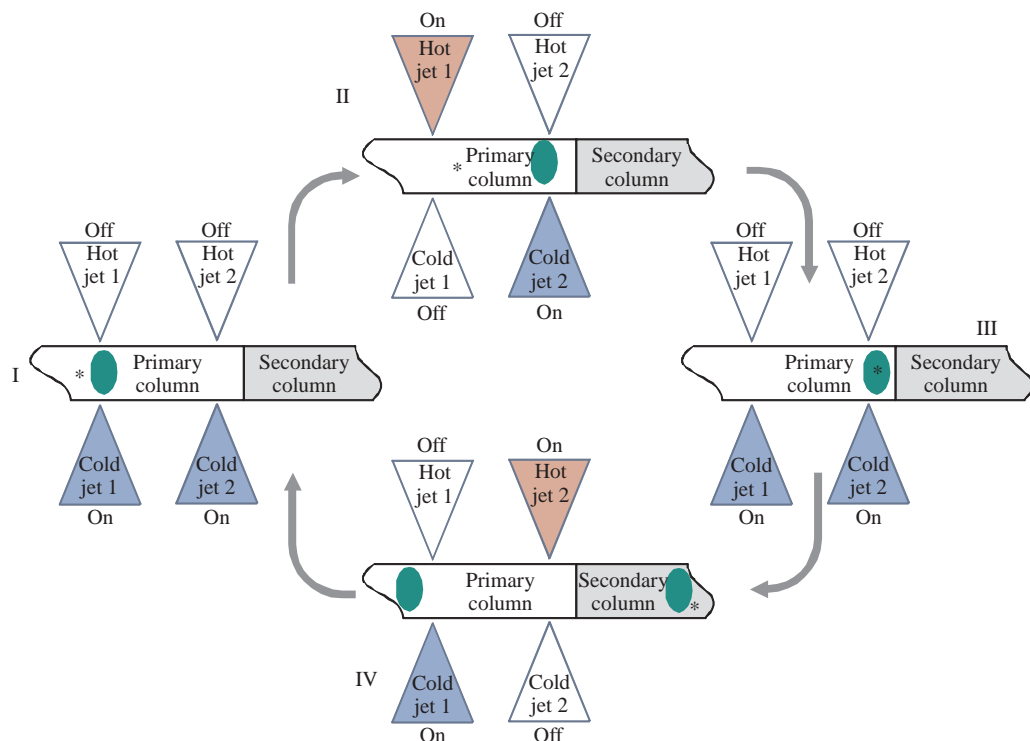 On
Hot
jet 1
Off
Hot
jet 2
II
*
Primary
column
Secondary
column
Cold
jet 1
Off
Cold
jet 2
On
Off
Hot
jet 1
Off
Hot
jet 2
I
*
Primary
column
Secondary
column
Cold
jet 1
On
Cold
jet 2
On
Off
Hot
jet 1
Off
Hot
jet 2
III
Primary
column
*
Secondary
column
Cold
jet 1
On
Cold
jet 2
On
Off
Hot
jet 1
On
Hot
jet 2
Primary
column
Secondary
column
*
IV
Cold
jet 1
On
Cold
jet 2
Off